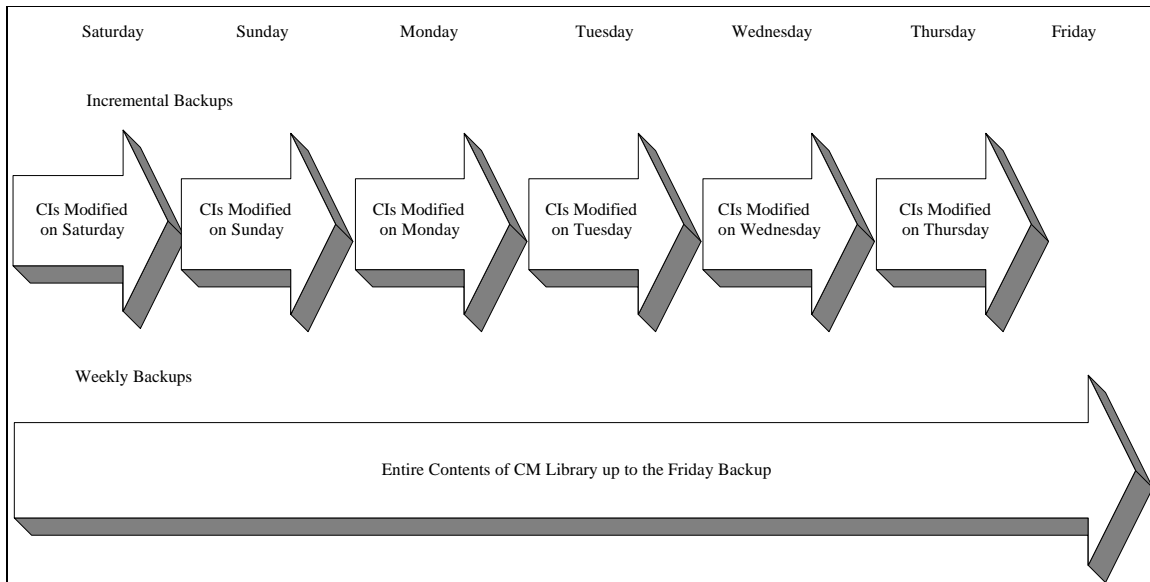 Saturday Sunday Monday Tuesday Wednesday Thursday Friday
Incremental Backups
CIs Modified
on Saturday
CIs Modified
on Sunday
CIs Modified
on Monday
CIs Modified
on Tuesday
CIs Modified
on Wednesday
CIs Modified
on Thursday
Weekly Backups
Entire Contents of CM Library up to the Friday Backup